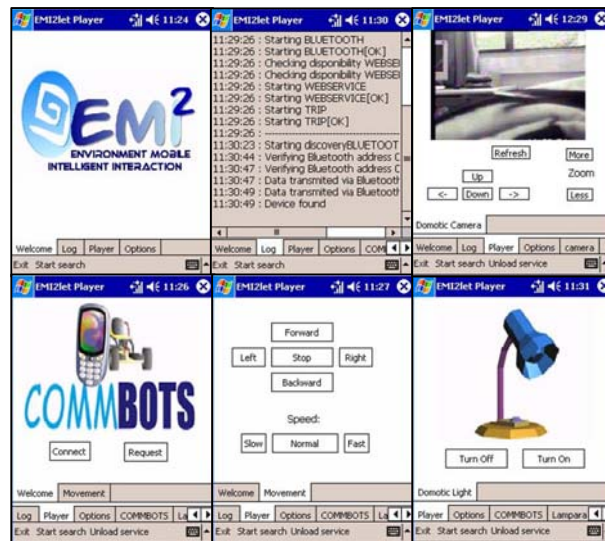 EMI2let Player 11:24
EMI²
ENVIRONMENT MOBILE
INTELLIGENT INTERACTION
Welcome Log Player Options
Exit Start search
EMI2let Player 11:30
11:29:26 : Starting BLUETOOTH
11:29:26 : Starting BLUETOOTH[OK]
11:29:26 : Checking disponibility WEBSEI
11:29:26 : Checking disponibility WEBSEI
11:29:26 : Starting WEBSERVICE
11:29:26 : Starting WEBSERVICE[OK]
11:29:26 : Starting TRIP
11:29:26 : Starting TRIP[OK]
11:29:26 : ------------------------------
11:30:23 : Starting discoveryBLUETOOT
11:30:44 : Verifying Bluetooth address C
11:30:47 : Verifying Bluetooth address C
11:30:47 : Data transmited via Bluetooth
11:30:49 : Data transmited via Bluetooth
11:30:49 : Device found
Welcome Log Player Options COM
Exit Start search
EMI2let Player 12:29
Refresh More
Up Zoom
<- Down -> Less
Domotic Camera
Welcome Log Player Options camera
Exit Start search Unload service
EMI2let Player 11:26
COMMBOTS
Connect Request
Welcome Movement
Log Player Options COMMBOTS La
Exit Start search Unload service
EMI2let Player 11:27
Forward
Left Stop Right
Backward
Speed:
Slow Normal Fast
Welcome Movement
Log Player Options COMMBOTS La
Exit Start search Unload service
EMI2let Player 11:31
Turn Off Turn On
Domotic Light
Player Options COMMBOTS Lampara
Exit Start search Unload service